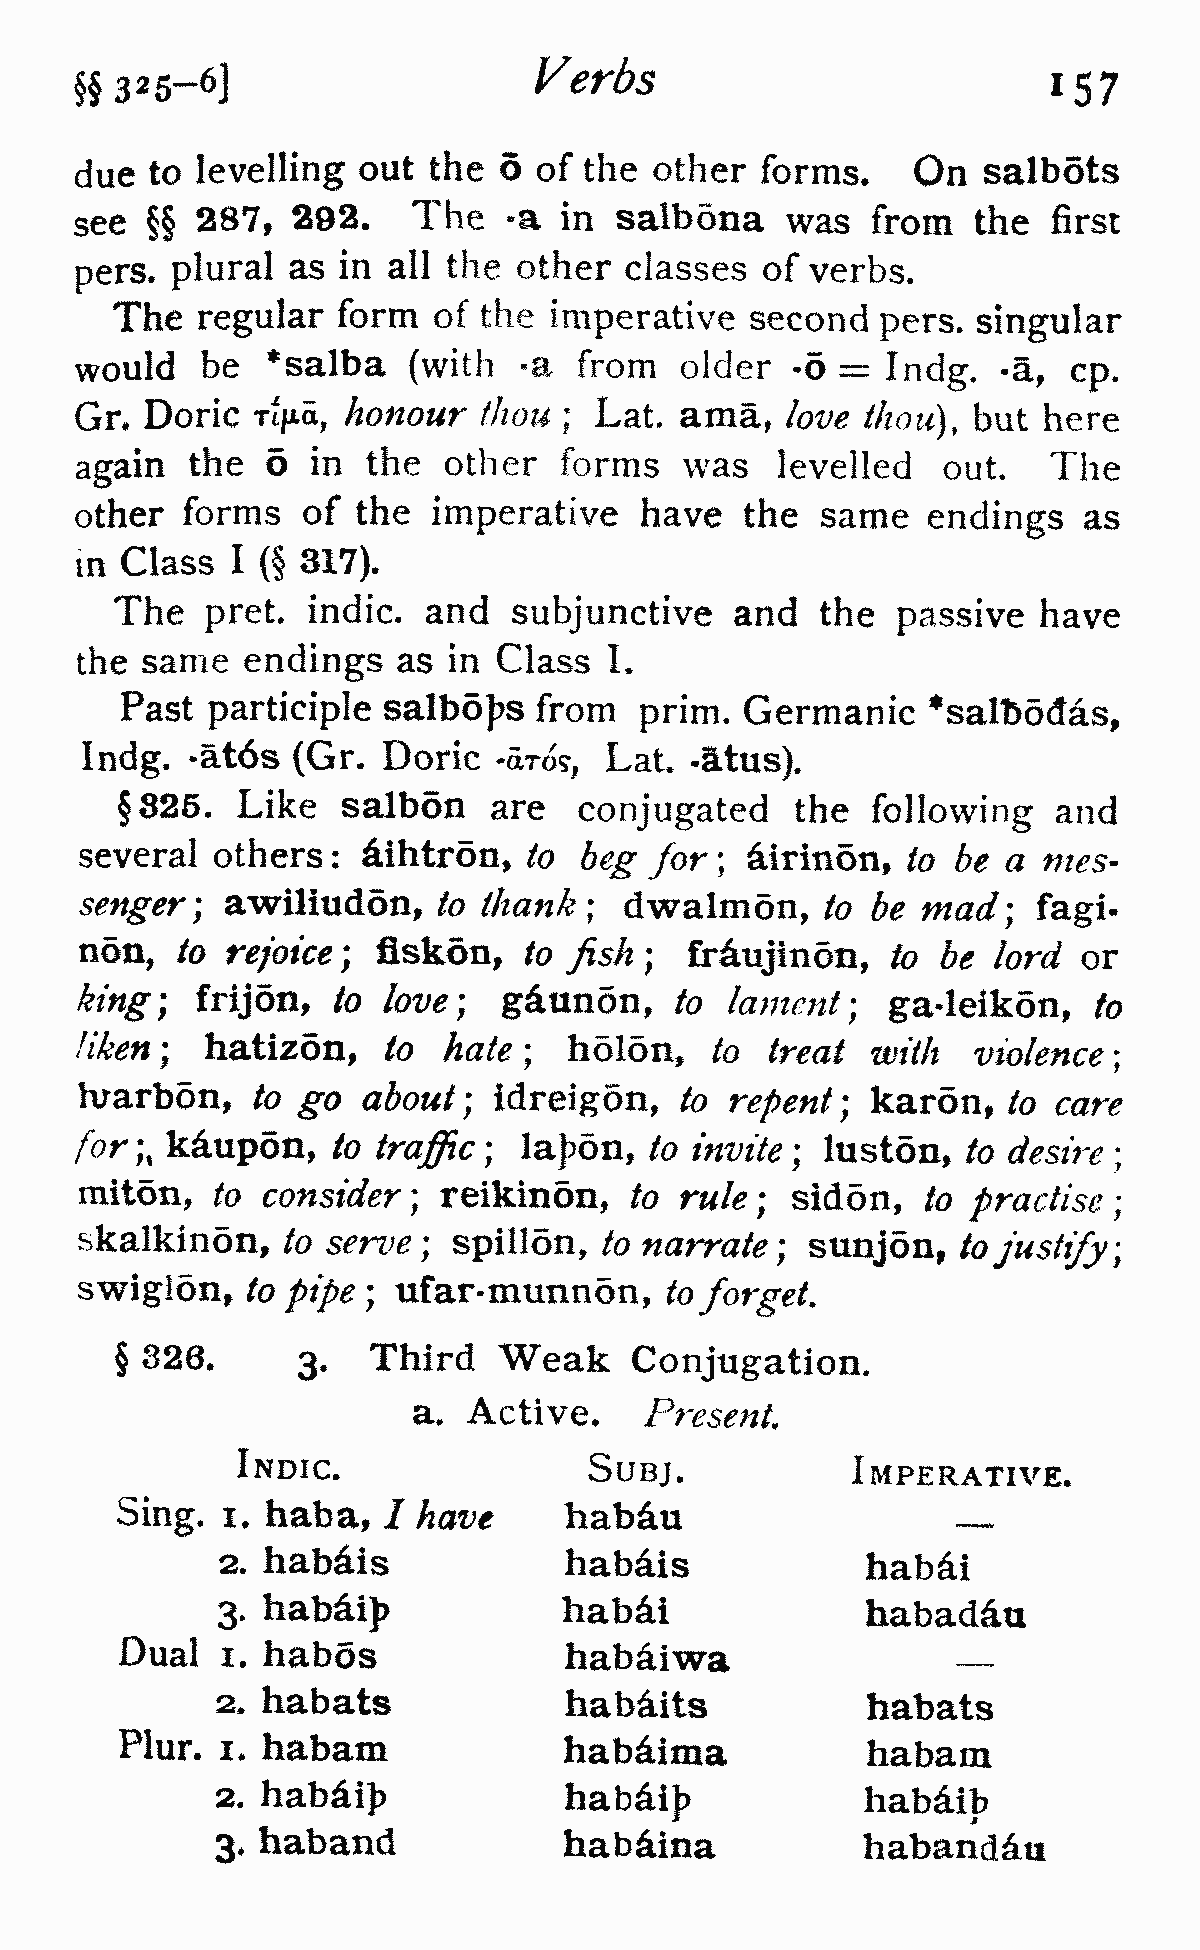 §§ 325–6] Verbs 157
due to levelling out the ō of the other forms. On salbōts
see §§ 287, 292. The -a in salbōna was from the first
pers. plural as in all the other classes of verbs.
The regular form of the imperative second pers. singular
would be *salba (with -a from older -ō = Indg. -ā, cp.
Gr. Doric τῑ́μᾱ, honour thou; Lat. amā, love thou), but here
again the ō in the other forms was levelled out. The
other forms of the imperative have the same endings as
in Class I (§ 317).
The pret. indic. and subjunctive and the passive have
the same endings as in Class I.
Past participle salbōþs from prim. Germanic *salƀōđás,
Indg. -ātós (Gr. Doric -ᾱτός, Lat. -ātus).
§ 325. Like salbōn are conjugated the following and
several others: áihtrōn, to beg for; áirinōn, to be a mes-
senger; awiliudōn, to thank; dwalmōn, to be mad; fagi-
nōn, to rejoice; fiskōn, to fish; fráujinōn, to be lord or
king; frijōn, to love; gáunōn, to lament; ga-leikōn, to
liken; hatizōn, to hate; hōlōn, to treat with violence;
ƕarbōn, to go about; idreigōn, to repent; karōn, to care
for; káupōn, to traffic; laþōn, to invite; lustōn, to desire;
mitōn, to consider; reikinōn, to rule; sidōn, to practise;
skalkinōn, to serve; spillōn, to narrate; sunjōn, to justify;
swiglōn, to pipe; ufar-munnōn, to forget.
§ 326. 3. Third Weak Conjugation.
a. Active. Present.
Indic. Subj. Imperative.
Sing. 1. haba, I have habáu —
2. habáis habáis habái
3. habáiþ habái habadáu
Dual 1. habōs habáiwa —
2. habats habáits habats
Plur. 1. habam habáima habam
2. habáiþ habáiþ habáiþ
3. haband habáina habandáu